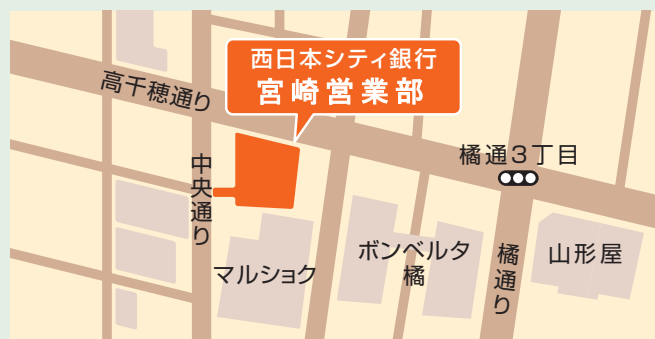 西日本シティ銀行
宮崎営業部
高千穂通り
中央通り
橘通3丁目
マルショク
ボンベルタ
橘
橘通り
山形屋